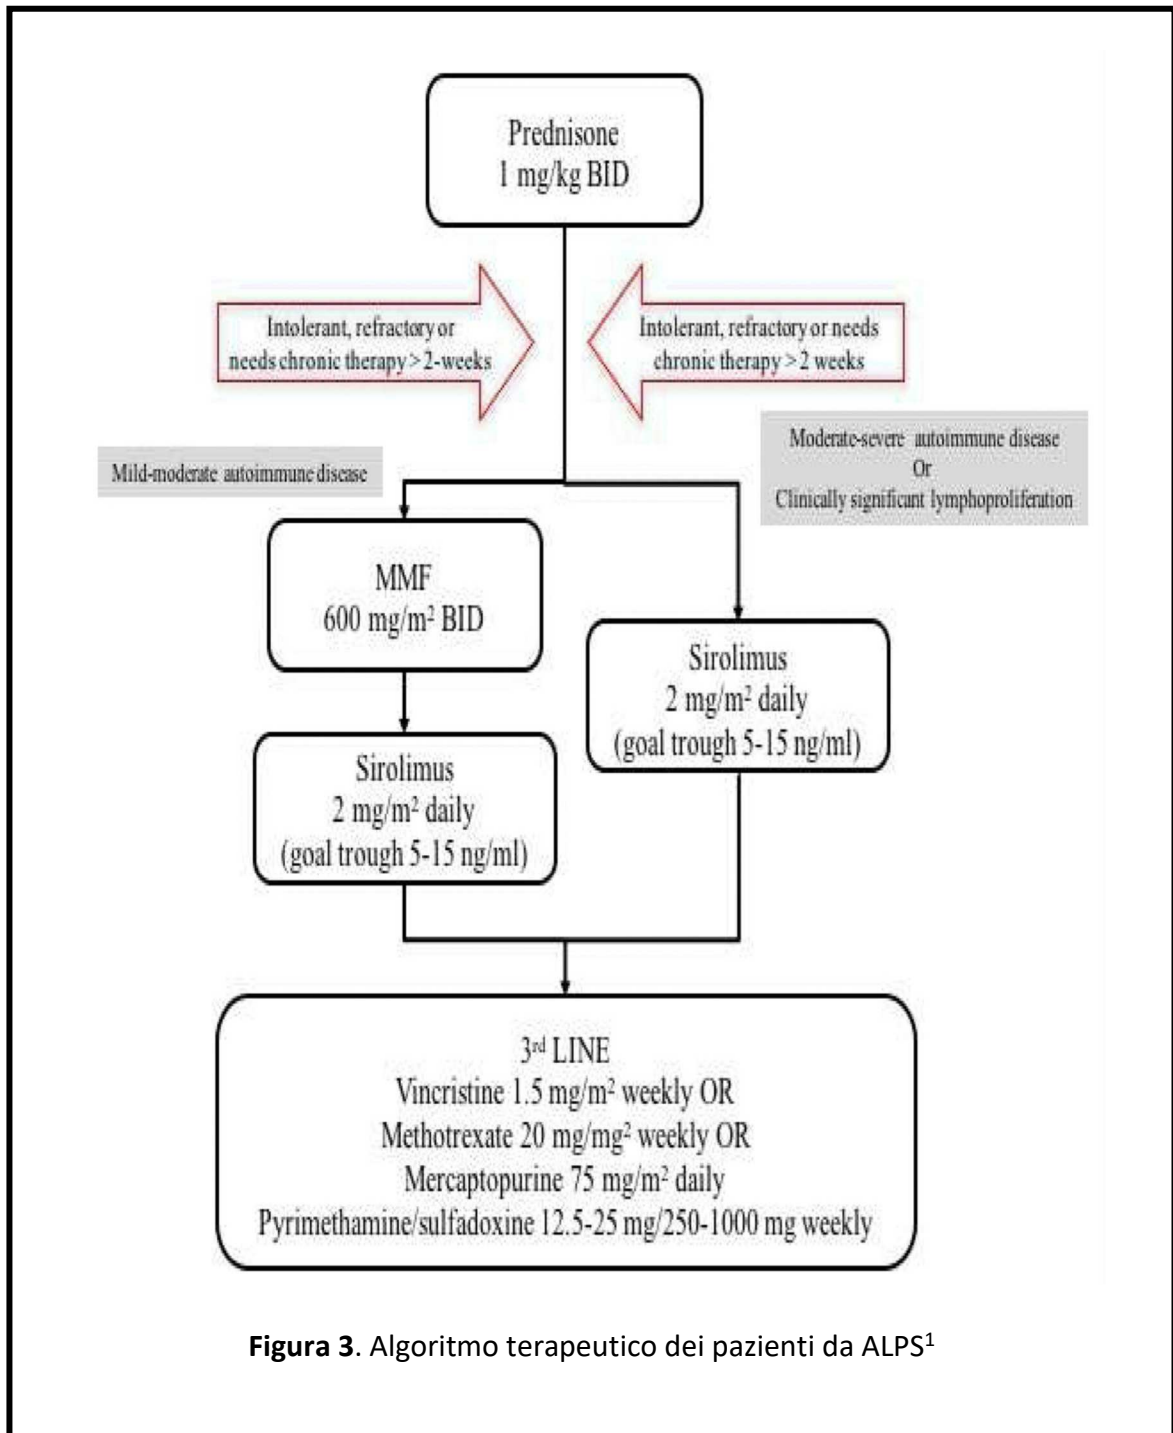 Prednisone
1 mg/kg BID
Intolerant, refractory or
needs chronic therapy > 2-weeks
Intolerant, refractory or needs
chronic therapy > 2 weeks
Mild-moderate autoimmune disease
Moderate-severe autoimmune disease
Or
Clinically significant lymphoproliferation
MMF
600 mg/m² BID
Sirolimus
2 mg/m² daily
(goal trough 5-15 ng/ml)
Sirolimus
2 mg/m² daily
(goal trough 5-15 ng/ml)
3rd LINE
Vincristine 1.5 mg/m² weekly OR
Methotrexate 20 mg/mg² weekly OR
Mercaptopurine 75 mg/m² daily
Pyrimethamine/sulfadoxine 12.5-25 mg/250-1000 mg weekly
Figura 3. Algoritmo terapeutico dei pazienti da ALPS¹